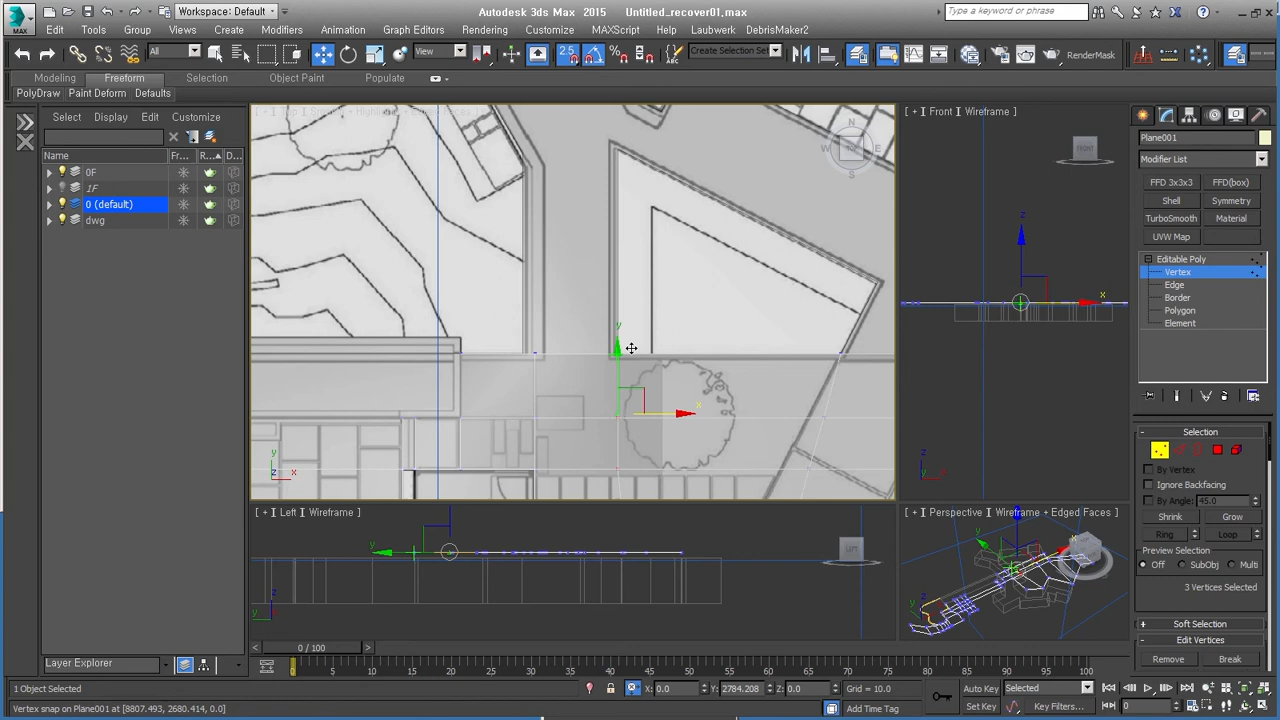 Workspace: Default
Autodesk 3ds Max 2015 Untitled_recover01.max
Type a keyword or phrase
MAX
Edit Tools Group Views Create Modifiers Animation Graph Editors Rendering Customize MAXScript Help Laubwerk DebrisMaker2
All
View
2.5
Create Selection Set
RenderMask
Modeling Freeform Selection Object Paint Populate
PolyDraw Paint Deform Defaults
Select Display Edit Customize
Name Fr... R... D...
0F
1F
0 (default)
dwg
[ + ] [ Front ] [ Wireframe ]
N
W E
S
FRONT
z
x
y
x
y
z x
z
x
[ + ] [ Left ] [ Wireframe ]
LEFT
y
z
y
[ + ] [ Perspective ] [ Wireframe + Edged Faces ]
Plane001
Modifier List
FFD 3x3x3 FFD(box)
Shell Symmetry
TurboSmooth Material
UVW Map
Editable Poly
Vertex
Edge
Border
Polygon
Element
Selection
By Vertex
Ignore Backfacing
By Angle: 45.0
Shrink Grow
Ring Loop
Preview Selection
Off SubObj Multi
3 Vertices Selected
Soft Selection
Edit Vertices
Remove Break
Layer Explorer
0 / 100
0 5 10 15 20 25 30 35 40 45 50 55 60 65 70 75 80 85 90 95 100
1 Object Selected
X: 0.0 Y: 2784.208 Z: 0.0 Grid = 10.0
Auto Key Selected
Vertex snap on Plane001 at [8807.493, 2680.414, 0.0]
Add Time Tag
Set Key Key Filters...
0